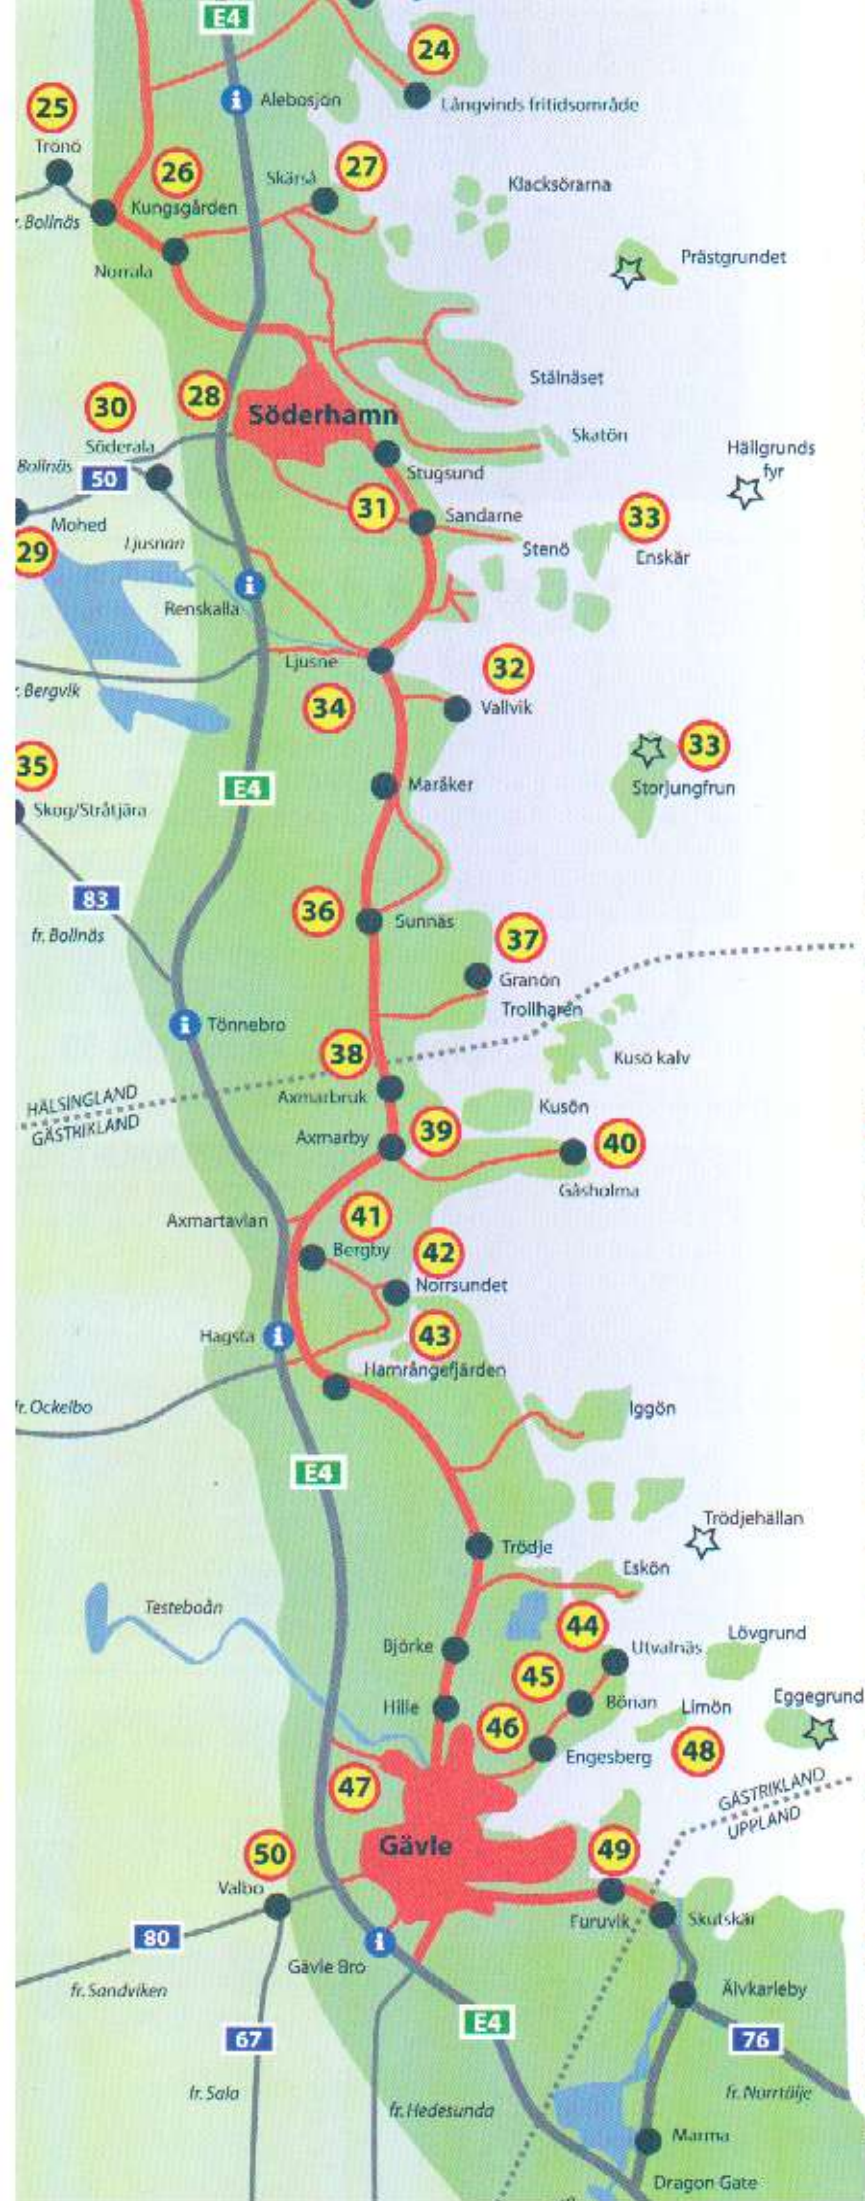 E4
24
Alebosjön
Långvinds fritidsområde
25
Trönö
26
27
Skärså
Klacksörarna
Kungsgården
r. Bollnäs
Prästgrundet
Norrala
Stålnäset
28
30
Söderhamn
Söderala
Skatön
Hällgrunds
fyr
Bollnäs
50
Stugsund
31
Sandarne
33
Mohed
Ljusnan
Stenö
Enskär
29
Renskalla
Ljusne
32
r. Bergvik
34
Vallvik
33
35
E4
Maråker
Storjungfrun
Skog/Stråtjära
83
36
Sunnäs
37
fr. Bollnäs
Granön
Trollharen
Tönnebro
38
Kusö kalv
HÄLSINGLAND
GÄSTRIKLAND
Axmarbruk
Kusön
Axmarby
39
40
Gåsholma
Axmartavlan
41
Bergby
42
Norrsundet
Hagsta
43
Hamrångefjärden
fr. Ockelbo
Iggön
E4
Trödjehällan
Trödje
Eskön
Testeboån
44
Björke
Utvalnäs
Lövgrund
45
Hille
Bönan
Limön
Eggegrund
46
Engesberg
48
47
GÄSTRIKLAND
UPPLAND
Gävle
50
49
Valbo
Furuvik
Skutskär
80
Gävle Bro
fr. Sandviken
Älvkarleby
67
E4
76
fr. Sala
fr. Hedesunda
fr. Norrtälje
Marma
Dragon Gate